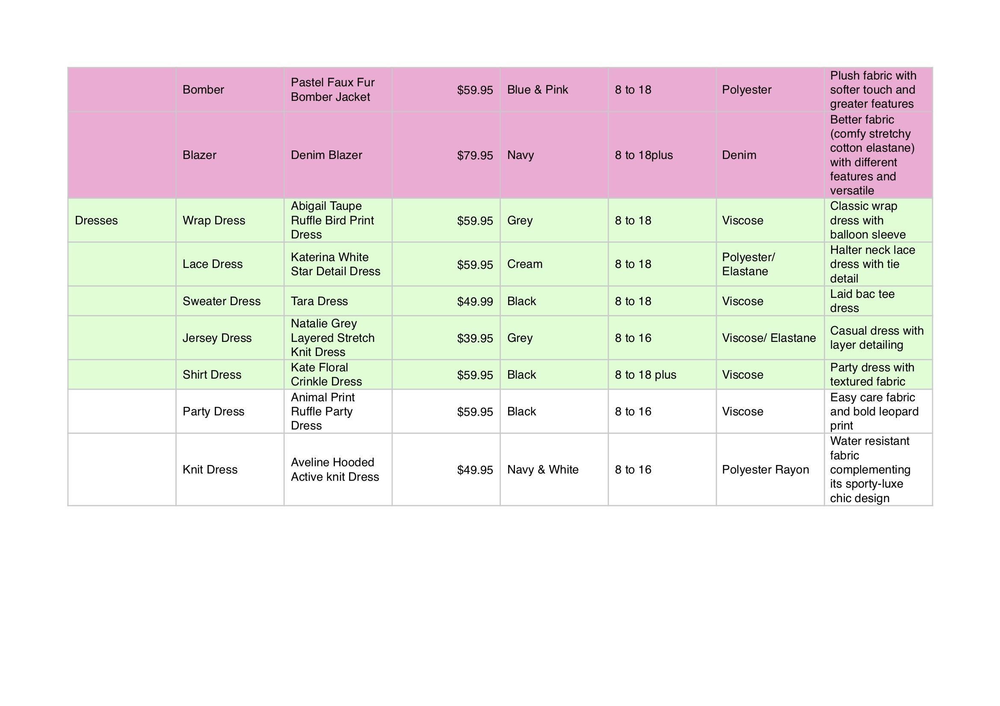 Bomber
Pastel Faux Fur
Bomber Jacket
$59.95
Blue & Pink
8 to 18
Polyester
Plush fabric with
softer touch and
greater features
Blazer
Denim Blazer
$79.95
Navy
8 to 18plus
Denim
Better fabric
(comfy stretchy
cotton elastane)
with different
features and
versatile
Dresses
Wrap Dress
Abigail Taupe
Ruffle Bird Print
Dress
$59.95
Grey
8 to 18
Viscose
Classic wrap
dress with
balloon sleeve
Lace Dress
Katerina White
Star Detail Dress
$59.95
Cream
8 to 18
Polyester/
Elastane
Halter neck lace
dress with tie
detail
Sweater Dress
Tara Dress
$49.99
Black
8 to 18
Viscose
Laid bac tee
dress
Jersey Dress
Natalie Grey
Layered Stretch
Knit Dress
$39.95
Grey
8 to 16
Viscose/ Elastane
Casual dress with
layer detailing
Shirt Dress
Kate Floral
Crinkle Dress
$59.95
Black
8 to 18 plus
Viscose
Party dress with
textured fabric
Party Dress
Animal Print
Ruffle Party
Dress
$59.95
Black
8 to 16
Viscose
Easy care fabric
and bold leopard
print
Knit Dress
Aveline Hooded
Active knit Dress
$49.95
Navy & White
8 to 16
Polyester Rayon
Water resistant
fabric
complementing
its sporty-luxe
chic design